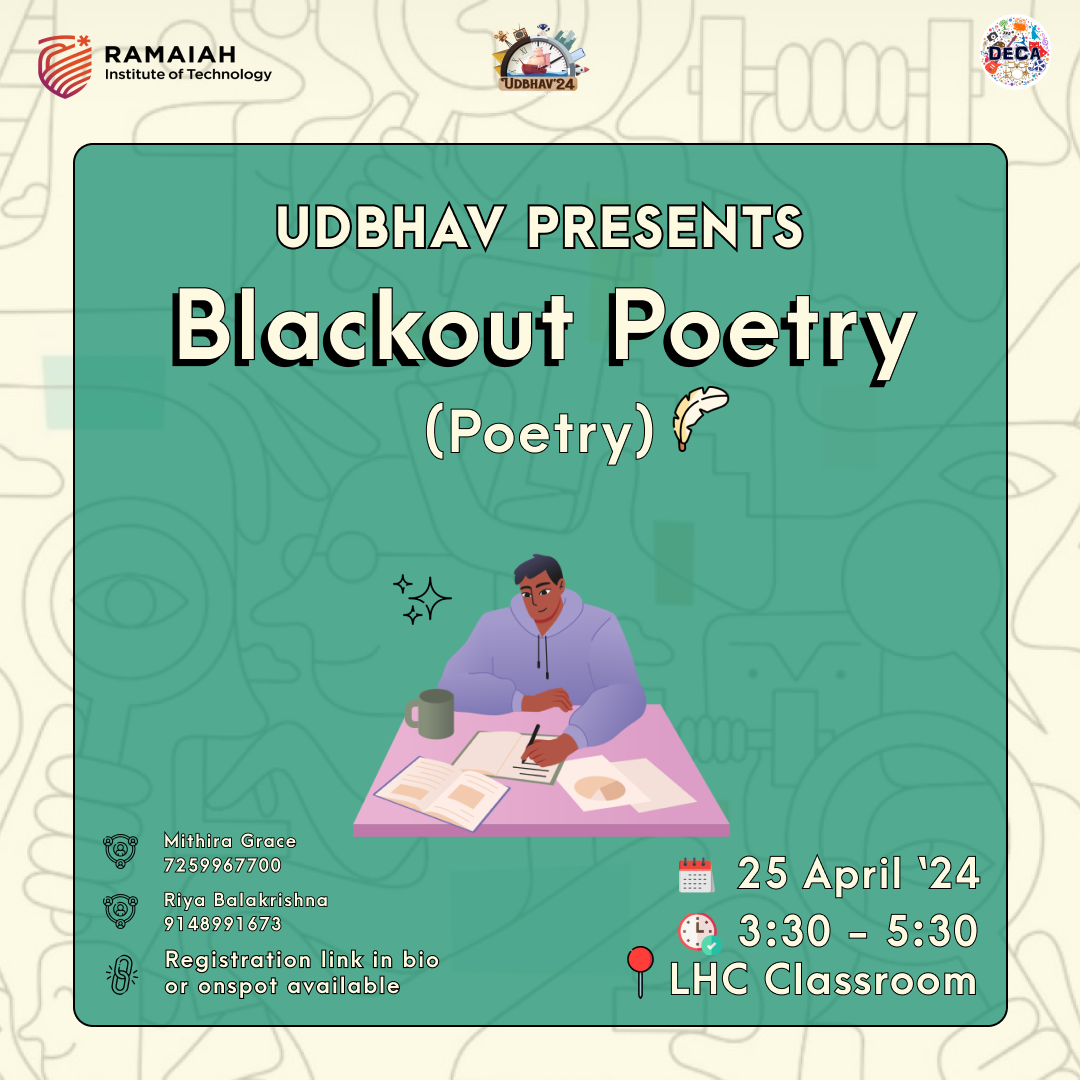 RAMAIAH
Institute of Technology
UDBHAV'24
DECA
UDBHAV PRESENTS
Blackout Poetry
(Poetry)
Mithira Grace
7259967700
Riya Balakrishna
9148991673
Registration link in bio
or onspot available
25 April ‘24
3:30 – 5:30
LHC Classroom